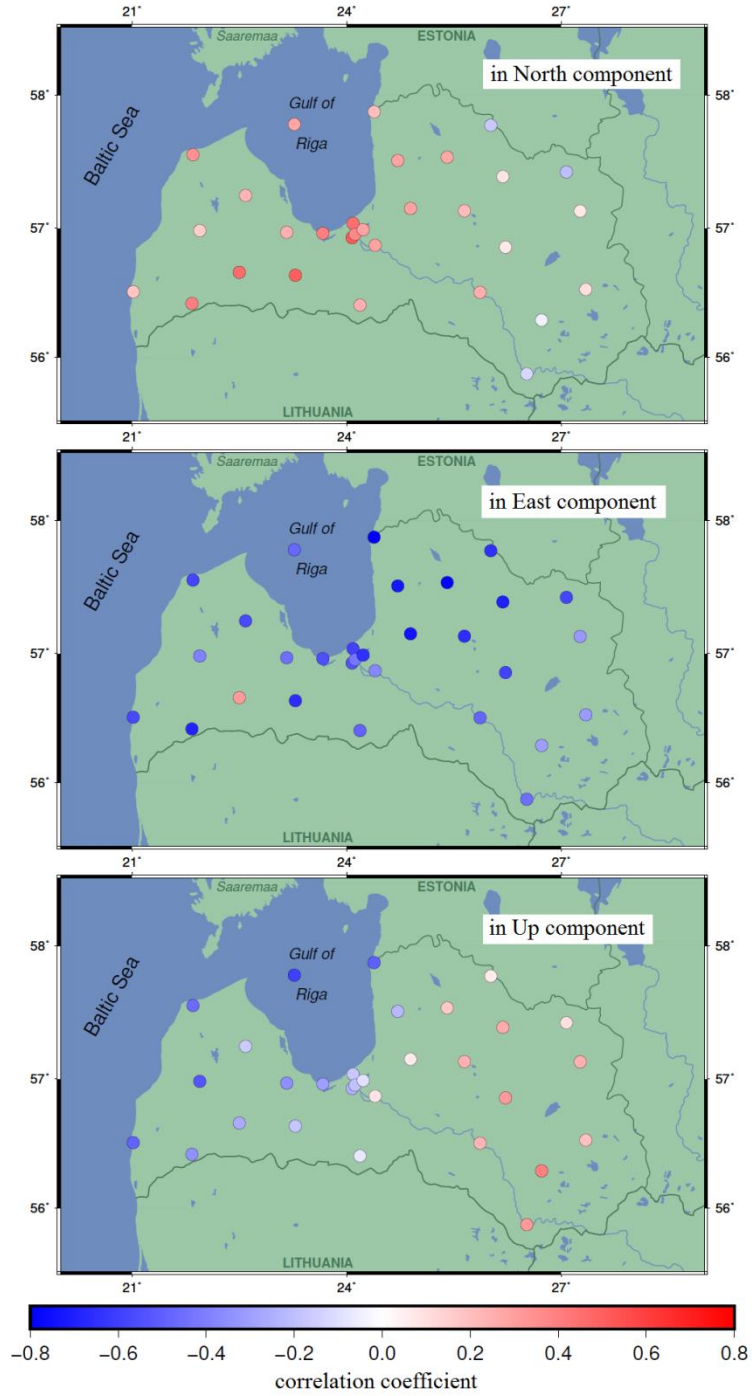 21° 24° 27°
Saaremaa ESTONIA
in North component
58° 58°
Gulf of
Riga
Baltic Sea
57° 57°
56° 56°
LITHUANIA
21° 24° 27°
Saaremaa ESTONIA
in East component
58° 58°
Gulf of
Riga
Baltic Sea
57° 57°
56° 56°
LITHUANIA
21° 24° 27°
Saaremaa ESTONIA
in Up component
58° 58°
Gulf of
Riga
Baltic Sea
57° 57°
56° 56°
LITHUANIA
−0.8 −0.6 −0.4 −0.2 0.0 0.2 0.4 0.6 0.8
correlation coefficient